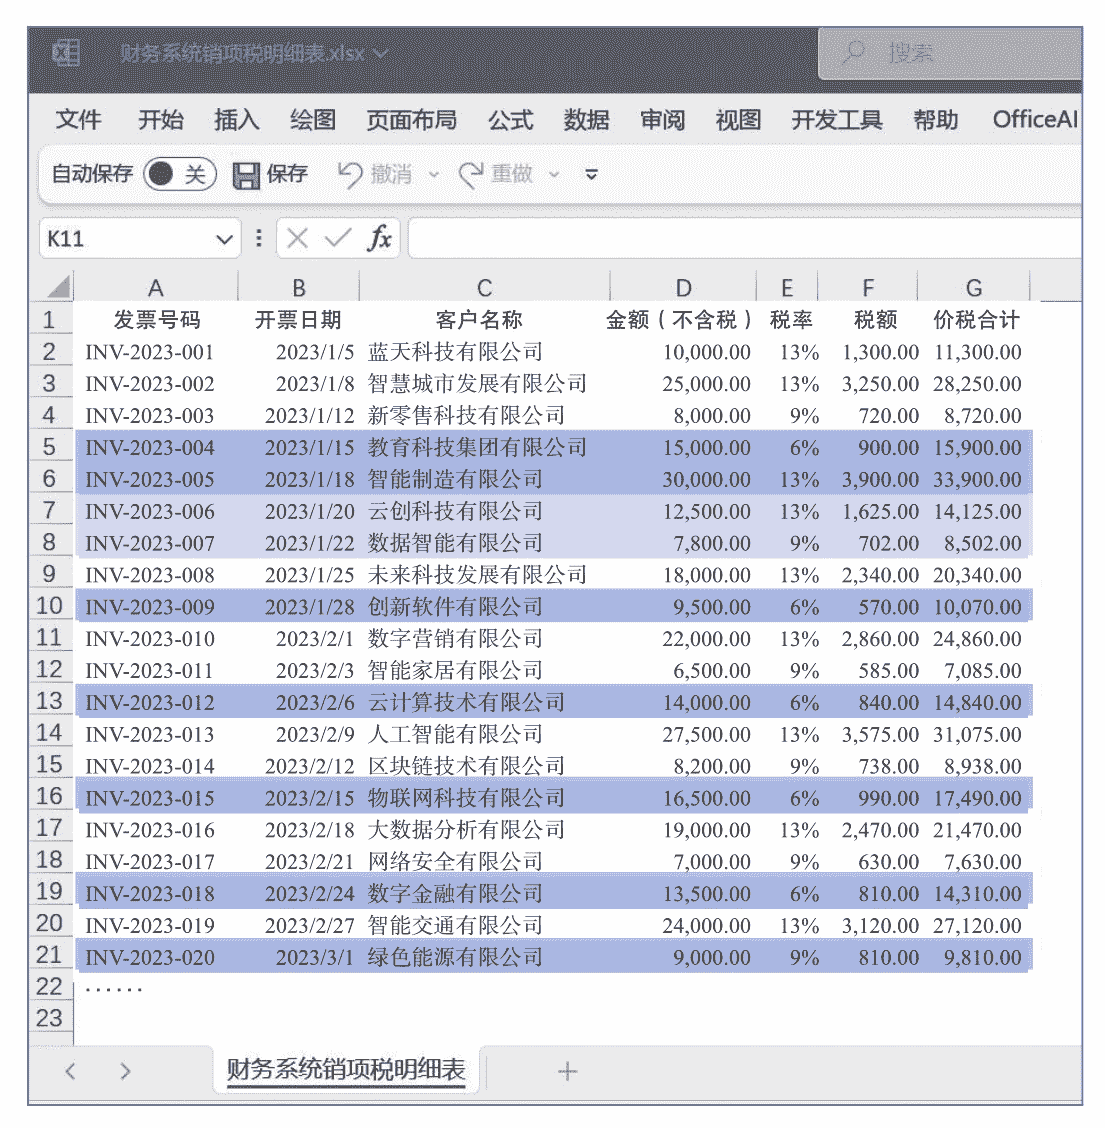 财务系统销项税明细表.xlsx 搜索
文件 开始 插入 绘图 页面布局 公式 数据 审阅 视图 开发工具 帮助 OfficeAI
自动保存 关 保存 撤消 重做
K11 fx
A B C D E F G
1 发票号码 开票日期 客户名称 金额（不含税） 税率 税额 价税合计
2 INV-2023-001 2023/1/5 蓝天科技有限公司 10,000.00 13% 1,300.00 11,300.00
3 INV-2023-002 2023/1/8 智慧城市发展有限公司 25,000.00 13% 3,250.00 28,250.00
4 INV-2023-003 2023/1/12 新零售科技有限公司 8,000.00 9% 720.00 8,720.00
5 INV-2023-004 2023/1/15 教育科技集团有限公司 15,000.00 6% 900.00 15,900.00
6 INV-2023-005 2023/1/18 智能制造有限公司 30,000.00 13% 3,900.00 33,900.00
7 INV-2023-006 2023/1/20 云创科技有限公司 12,500.00 13% 1,625.00 14,125.00
8 INV-2023-007 2023/1/22 数据智能有限公司 7,800.00 9% 702.00 8,502.00
9 INV-2023-008 2023/1/25 未来科技发展有限公司 18,000.00 13% 2,340.00 20,340.00
10 INV-2023-009 2023/1/28 创新软件有限公司 9,500.00 6% 570.00 10,070.00
11 INV-2023-010 2023/2/1 数字营销有限公司 22,000.00 13% 2,860.00 24,860.00
12 INV-2023-011 2023/2/3 智能家居有限公司 6,500.00 9% 585.00 7,085.00
13 INV-2023-012 2023/2/6 云计算技术有限公司 14,000.00 6% 840.00 14,840.00
14 INV-2023-013 2023/2/9 人工智能有限公司 27,500.00 13% 3,575.00 31,075.00
15 INV-2023-014 2023/2/12 区块链技术有限公司 8,200.00 9% 738.00 8,938.00
16 INV-2023-015 2023/2/15 物联网科技有限公司 16,500.00 6% 990.00 17,490.00
17 INV-2023-016 2023/2/18 大数据分析有限公司 19,000.00 13% 2,470.00 21,470.00
18 INV-2023-017 2023/2/21 网络安全有限公司 7,000.00 9% 630.00 7,630.00
19 INV-2023-018 2023/2/24 数字金融有限公司 13,500.00 6% 810.00 14,310.00
20 INV-2023-019 2023/2/27 智能交通有限公司 24,000.00 13% 3,120.00 27,120.00
21 INV-2023-020 2023/3/1 绿色能源有限公司 9,000.00 9% 810.00 9,810.00
22 ······
23
财务系统销项税明细表